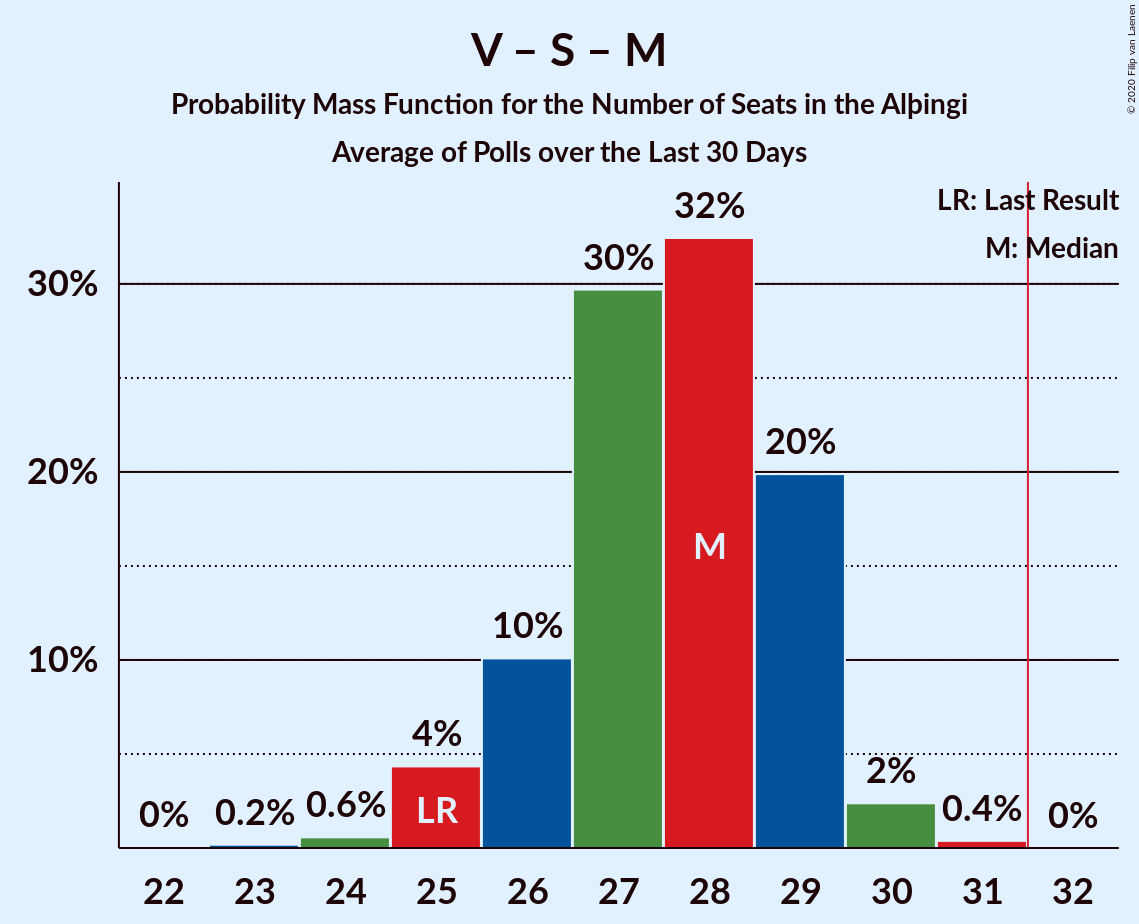 V – S – M
Probability Mass Function for the Number of Seats in the Alþingi
Average of Polls over the Last 30 Days
© 2020 Filip van Laenen
LR: Last Result
M: Median
32%
30%
30%
20%
20%
M
10%
10%
4%
2%
LR
0%
0.2%
0.6%
0.4%
0%
22 23 24 25 26 27 28 29 30 31 32